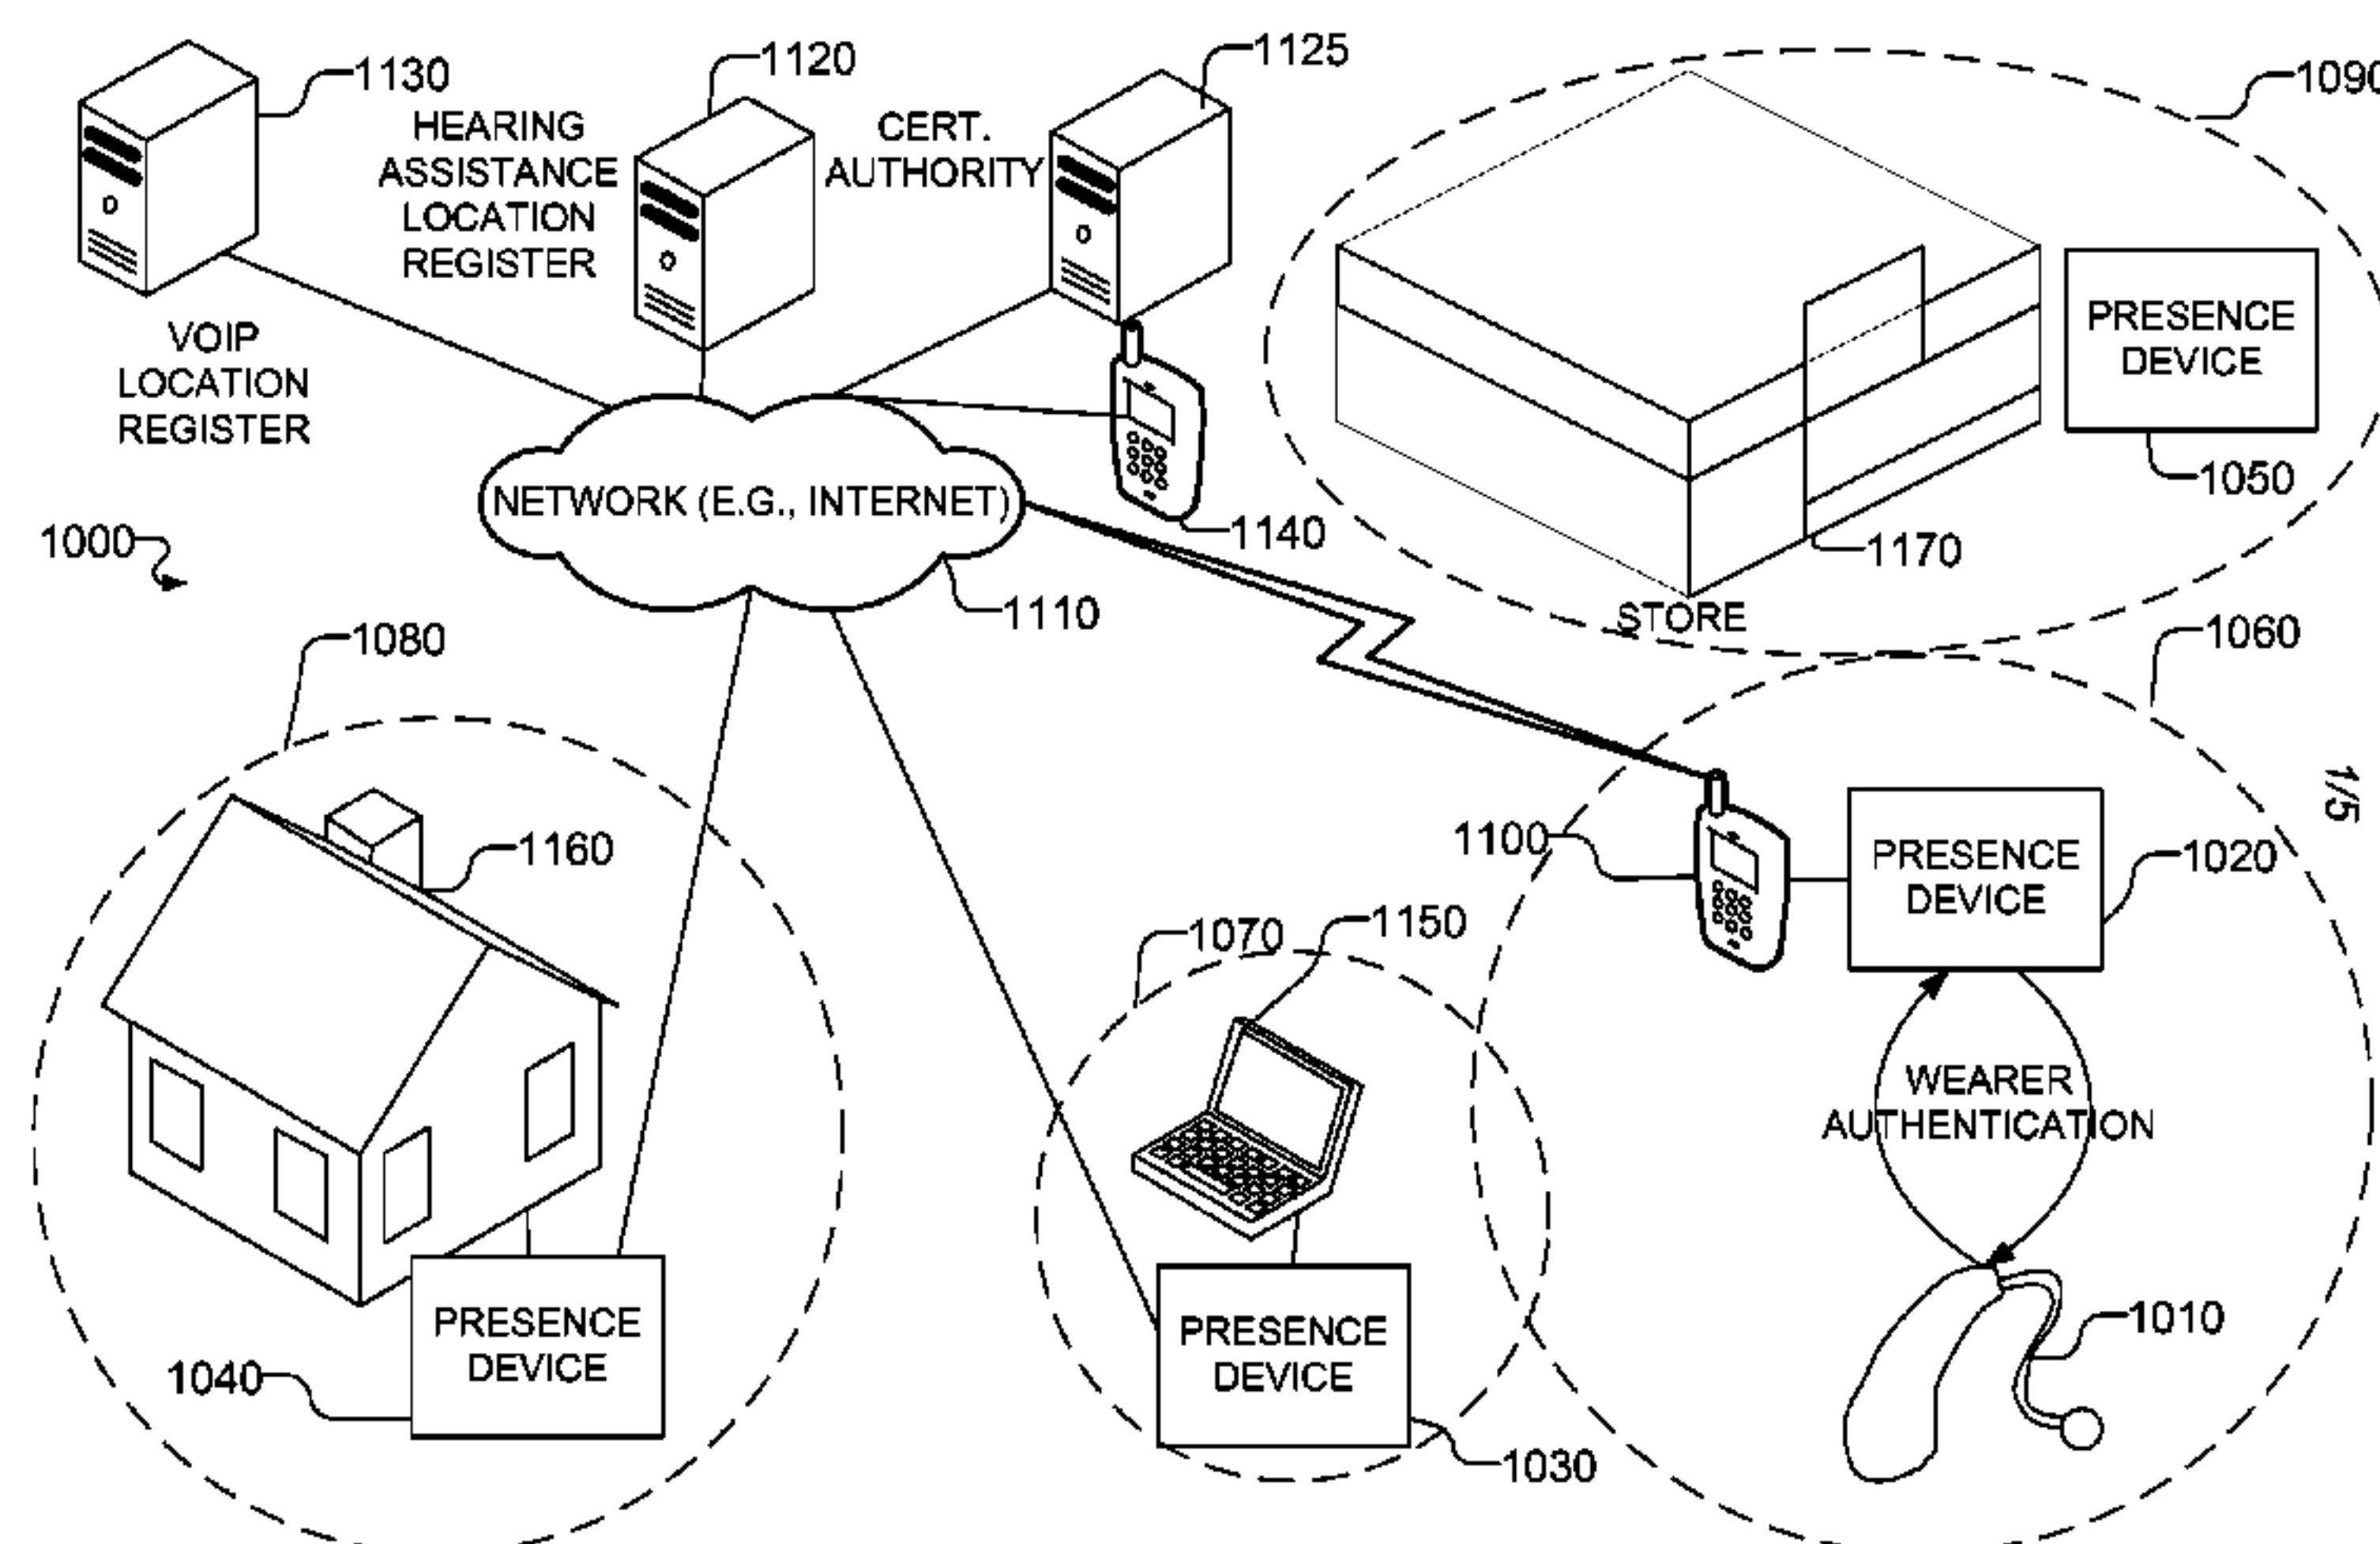 1130
HEARING
ASSISTANCE
LOCATION
REGISTER
1120
CERT.
AUTHORITY
1125
1090
VOIP
LOCATION
REGISTER
PRESENCE
DEVICE
1050
NETWORK (E.G., INTERNET)
1140
1170
1000
1110
STORE
1080
1060
1/5
1160
1100
PRESENCE
DEVICE
1020
1070
1150
WEARER
AUTHENTICATION
PRESENCE
DEVICE
1040
PRESENCE
DEVICE
1030
1010